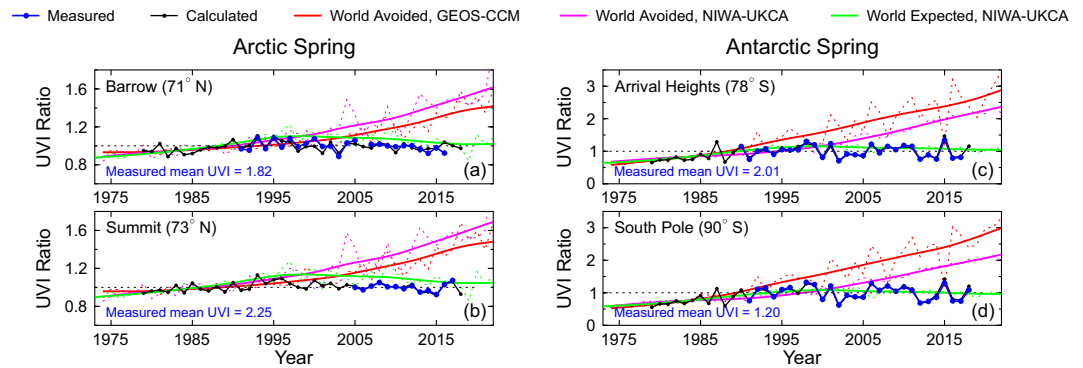 Measured Calculated World Avoided, GEOS-CCM World Avoided, NIWA-UKCA World Expected, NIWA-UKCA
Arctic Spring
Antarctic Spring
UVI Ratio
1.6
1.2
1.0
0.8
Barrow (71° N)
Measured mean UVI = 1.82
(a)
1975 1985 1995 2005 2015
UVI Ratio
3
2
1
0
Arrival Heights (78° S)
Measured mean UVI = 2.01
(c)
1975 1985 1995 2005 2015
UVI Ratio
1.6
1.2
1.0
0.8
Summit (73° N)
Measured mean UVI = 2.25
(b)
1975 1985 1995 2005 2015
Year
UVI Ratio
3
2
1
0
South Pole (90° S)
Measured mean UVI = 1.20
(d)
1975 1985 1995 2005 2015
Year